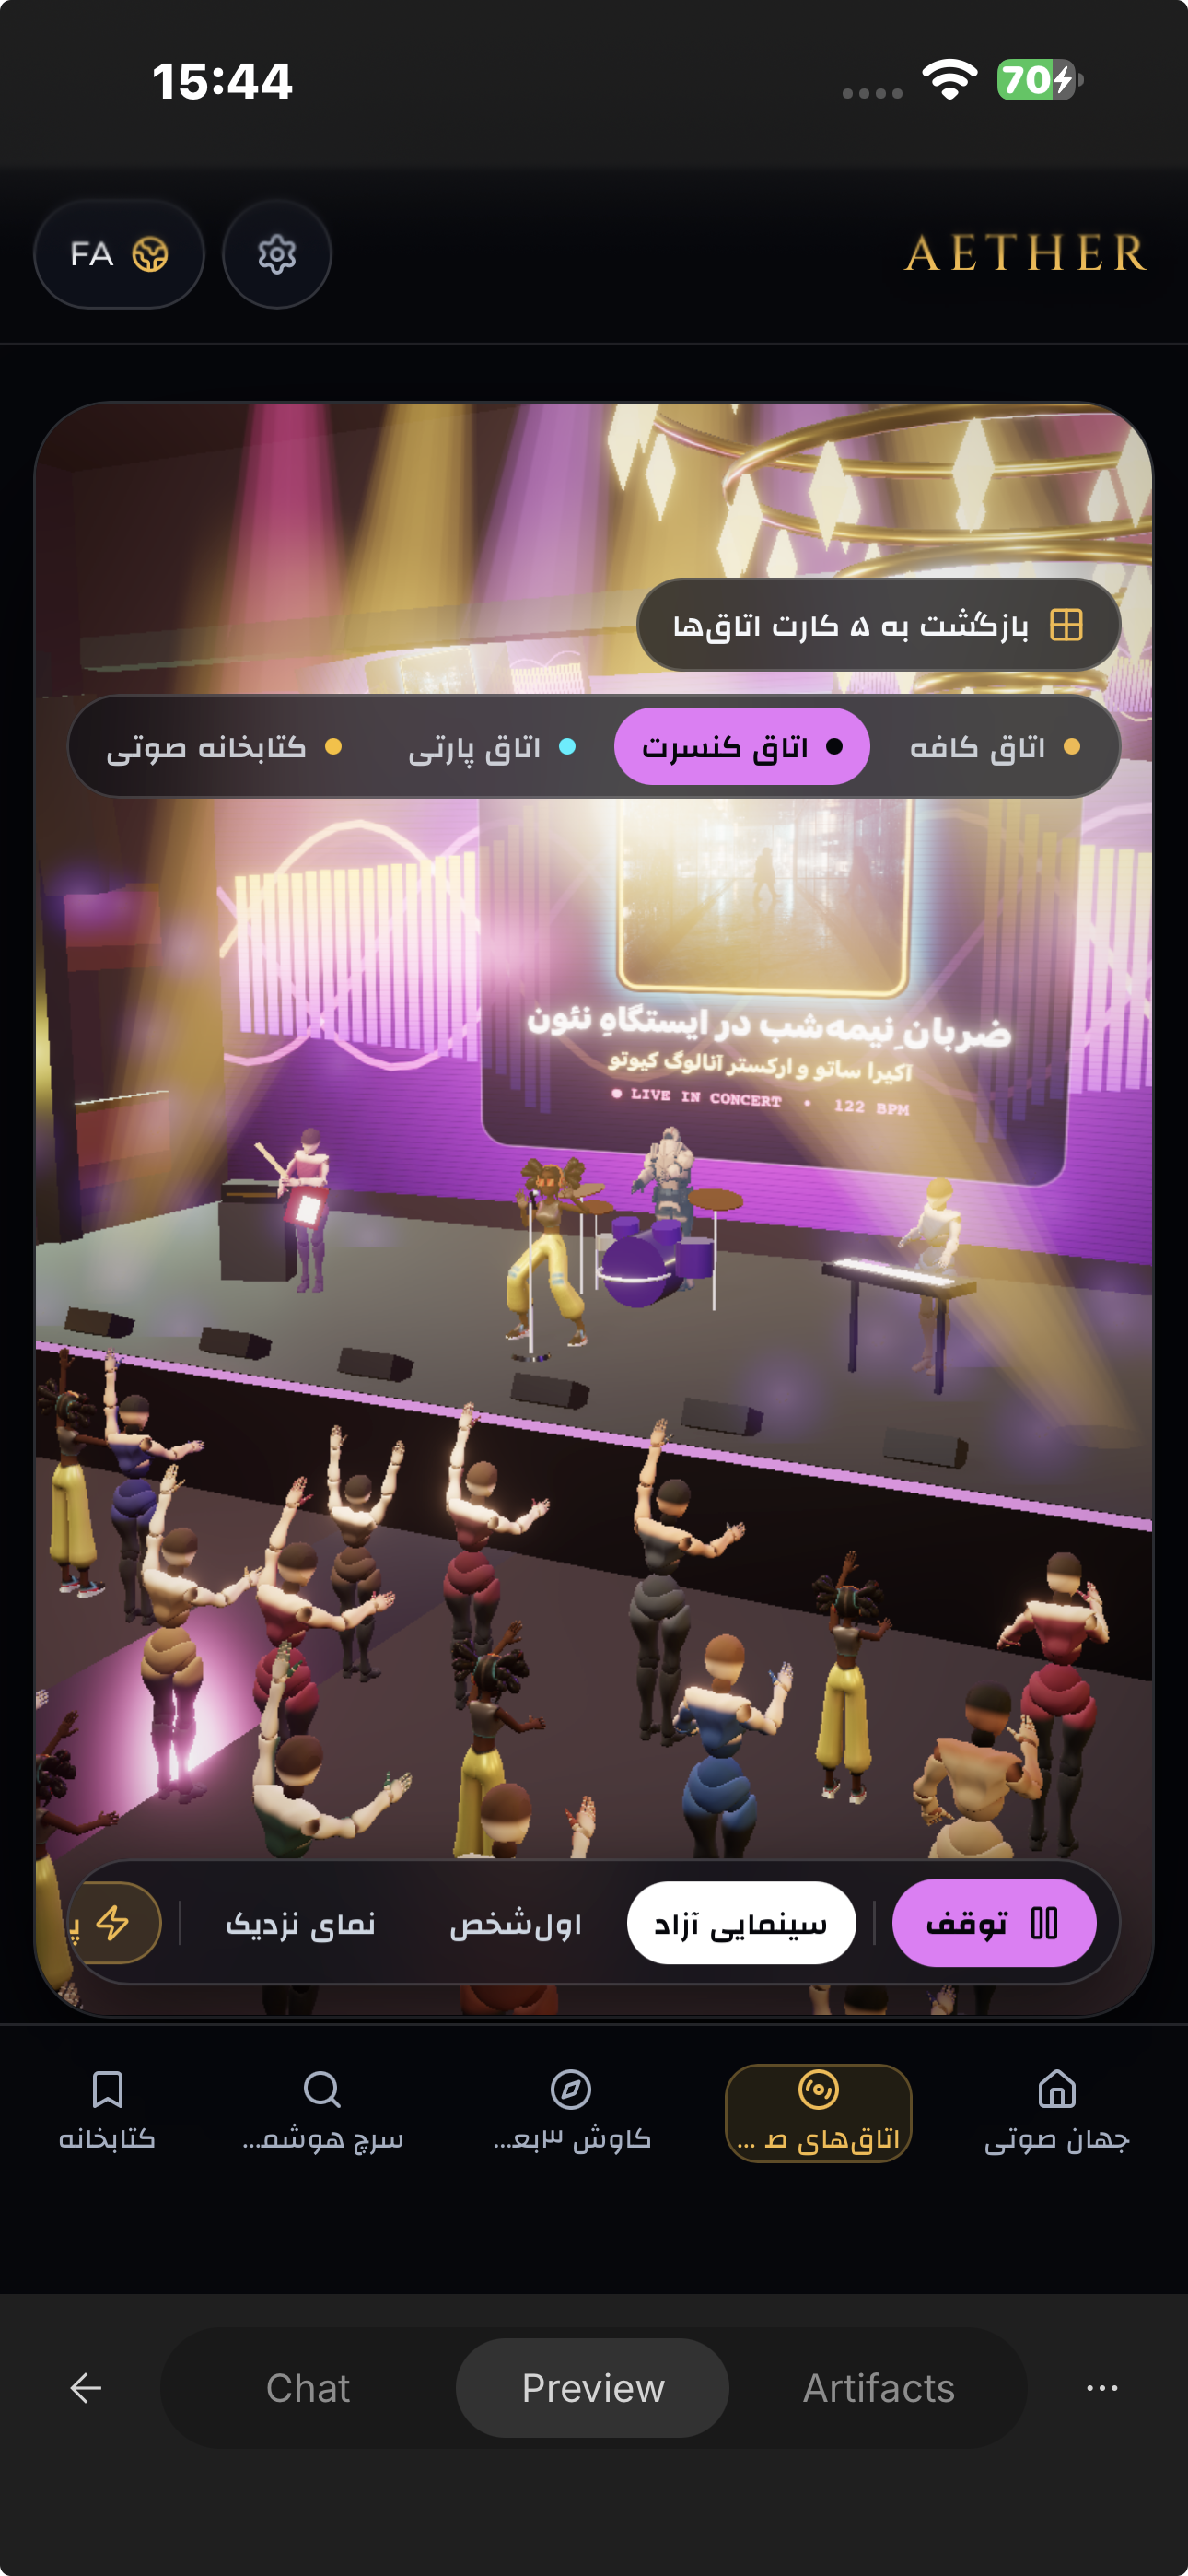 15:44
70
FA
AETHER
بازگشت به ۵ کارت اتاق‌ها
اتاق کافه
اتاق کنسرت
اتاق پارتی
کتابخانه صوتی
ضربان ِنیمه‌شب در ایستگاهِ نئون
آکیرا ساتو و ارکستر آنالوگ کیوتو
● LIVE IN CONCERT • 122 BPM
توقف
سینمایی آزاد
اول‌شخص
نمای نزدیک
جهان صوتی
اتاق‌های ص ...
کاوش ۳بعـ...
سرچ هوشمـ...
کتابخانه
Chat
Preview
Artifacts